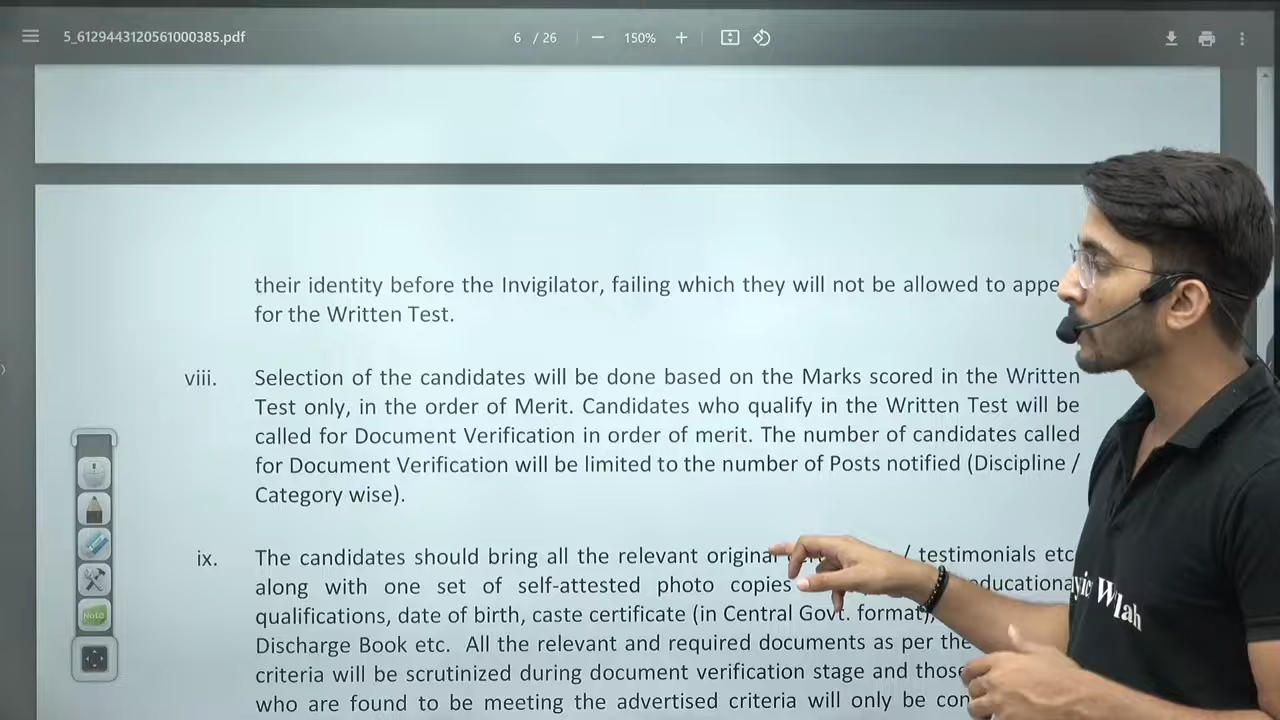 5_6129443120561000385.pdf
6 / 26
150%
their identity before the Invigilator, failing which they will not be allowed to
for the Written Test.
viii. Selection of the candidates will be done based on the Marks scored in the Written
Test only, in the order of Merit. Candidates who qualify in the Written Test will be
called for Document Verification in order of merit. The number of candidates called
for Document Verification will be limited to the number of Posts notified (Discipline /
Category wise).
ix. The candidates should bring all the relevant original / testimonials etc
along with one set of self-attested photo copies
qualifications, date of birth, caste certificate (in Central Govt. format),
Discharge Book etc. All the relevant and required documents as per the
criteria will be scrutinized during document verification stage and those
who are found to be meeting the advertised criteria will only be
Note
Wlah